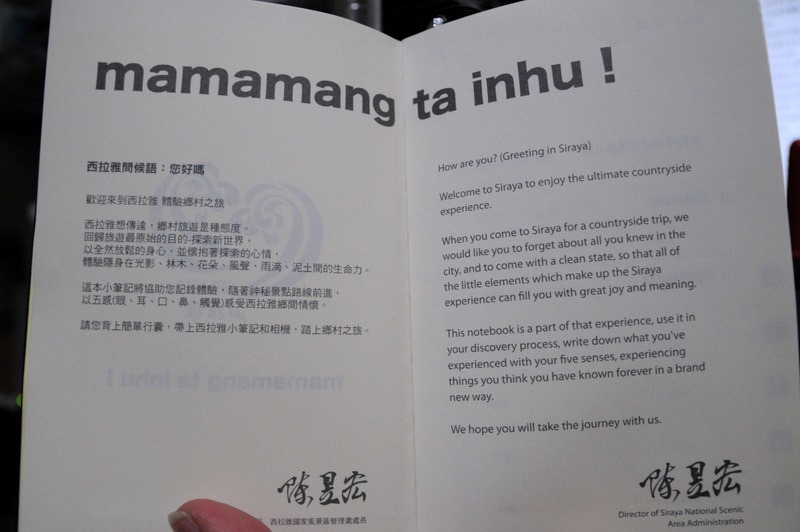 mamamang ta inhu !
西拉雅問候語：您好嗎
歡迎來到西拉雅 體驗鄉村之旅
西拉雅想傳達，鄉村旅遊是種態度。
回歸旅遊最原始的目的-探索新世界，
以全然放鬆的身心，並懷抱著探索的心情，
體驗隱身在光影、林木、花朵、風聲、雨滴、泥土間的生命力。
這本小筆記將協助您記錄體驗，隨著神秘景點路線前進，
以五感(眼、耳、口、鼻、觸覺)感受西拉雅鄉間情懷。
請您背上簡單行囊，帶上西拉雅小筆記和相機，踏上鄉村之旅。
mamamang ta inhu !
陳昱宏
西拉雅國家風景區管理處處長
How are you? (Greeting in Siraya)
Welcome to Siraya to enjoy the ultimate countryside
experience.
When you come to Siraya for a countryside trip, we
would like you to forget about all you knew in the
city, and to come with a clean state, so that all of
the little elements which make up the Siraya
experience can fill you with great joy and meaning.
This notebook is a part of that experience, use it in
your discovery process, write down what you've
experienced with your five senses, experiencing
things you think you have known forever in a brand
new way.
We hope you will take the journey with us.
陳昱宏
Director of Siraya National Scenic
Area Administration